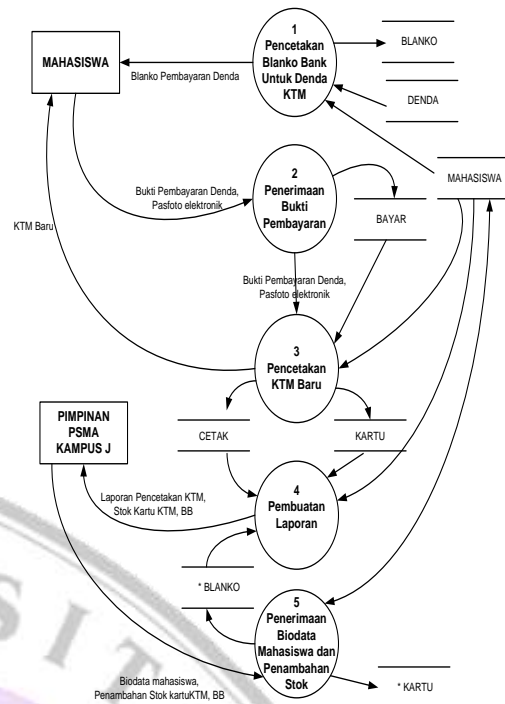 1
Pencetakan
Blanko Bank
Untuk Denda
KTM
BLANKO
MAHASISWA
Blanko Pembayaran Denda
DENDA
MAHASISWA
2
Penerimaan
Bukti
Pembayaran
Bukti Pembayaran Denda,
Pasfoto elektronik
BAYAR
KTM Baru
Bukti Pembayaran Denda,
Pasfoto elektronik
3
Pencetakan
KTM Baru
PIMPINAN
PSMA
KAMPUS J
CETAK
KARTU
4
Pembuatan
Laporan
Laporan Pencetakan KTM,
Stok Kartu KTM, BB
* BLANKO
5
Penerimaan
Biodata
Mahasiswa dan
Penambahan
Stok
Biodata mahasiswa,
Penambahan Stok kartuKTM, BB
* KARTU
S I T